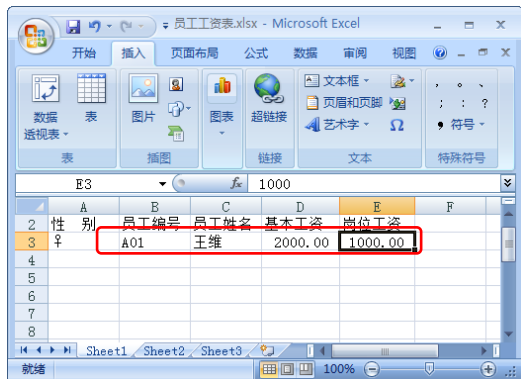 员工工资表.xlsx - Microsoft Excel
开始 插入 页面布局 公式 数据 审阅 视图
数据透视表 表 图片 图表 超链接 文本框 页眉和页脚 艺术字 Ω , 。 、 ; : ? 符号
表 插图 链接 文本 特殊符号
E3 fx 1000
A B C D E F
2 性 别 员工编号 员工姓名 基本工资 岗位工资
3 ♀ A01 王维 2000.00 1000.00
4
5
6
7
8
Sheet1 Sheet2 Sheet3
就绪 100%